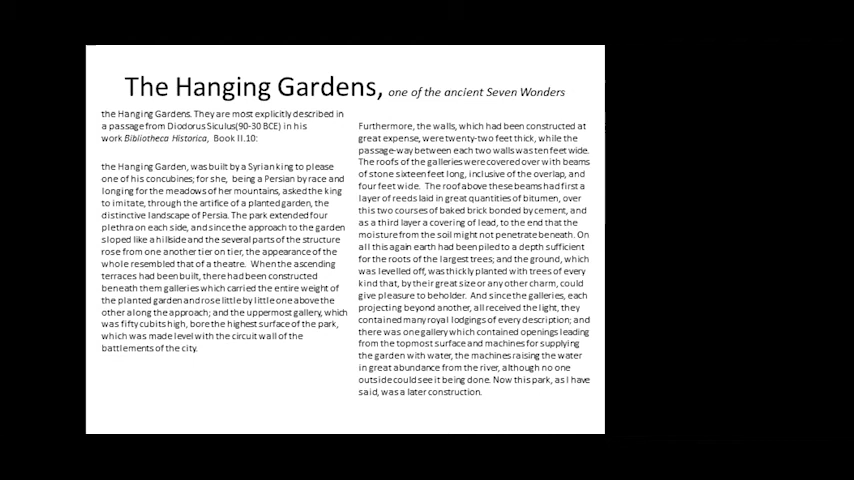 The Hanging Gardens, one of the ancient Seven Wonders
the Hanging Gardens. They are most explicitly described in
a passage from Diodorus Siculus(90-30 BCE) in his
work Bibliotheca Historica, Book II.10:
the Hanging Garden, was built by a Syrian king to please
one of his concubines; for she, being a Persian by race and
longing for the meadows of her mountains, asked the king
to imitate, through the artifice of a planted garden, the
distinctive landscape of Persia. The park extended four
plethra on each side, and since the approach to the garden
sloped like a hillside and the several parts of the structure
rose from one another tier on tier, the appearance of the
whole resembled that of a theatre. When the ascending
terraces had been built, there had been constructed
beneath them galleries which carried the entire weight of
the planted garden and rose little by little one above the
other along the approach; and the uppermost gallery, which
was fifty cubits high, bore the highest surface of the park,
which was made level with the circuit wall of the
battlements of the city.
Furthermore, the walls, which had been constructed at
great expense, were twenty-two feet thick, while the
passage-way between each two walls was ten feet wide.
The roofs of the galleries were covered over with beams
of stone sixteen feet long, inclusive of the overlap, and
four feet wide. The roof above these beams had first a
layer of reeds laid in great quantities of bitumen, over
this two courses of baked brick bonded by cement, and
as a third layer a covering of lead, to the end that the
moisture from the soil might not penetrate beneath. On
all this again earth had been piled to a depth sufficient
for the roots of the largest trees; and the ground, which
was levelled off, was thickly planted with trees of every
kind that, by their great size or any other charm, could
give pleasure to beholder. And since the galleries, each
projecting beyond another, all received the light, they
contained many royal lodgings of every description; and
there was one gallery which contained openings leading
from the topmost surface and machines for supplying
the garden with water, the machines raising the water
in great abundance from the river, although no one
outside could see it being done. Now this park, as I have
said, was a later construction.